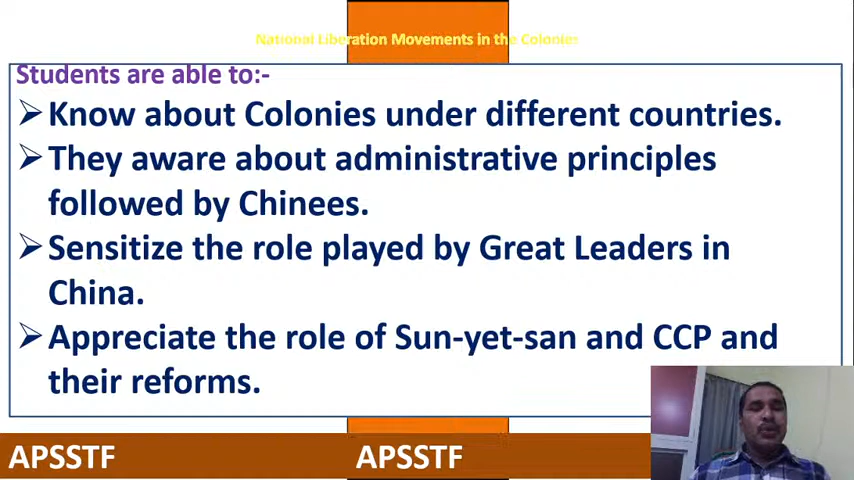 National Liberation Movements in the Colonies
Students are able to:-
➢Know about Colonies under different countries.
➢They aware about administrative principles
followed by Chinees.
➢Sensitize the role played by Great Leaders in
China.
➢Appreciate the role of Sun-yet-san and CCP and
their reforms.
APSSTF APSSTF